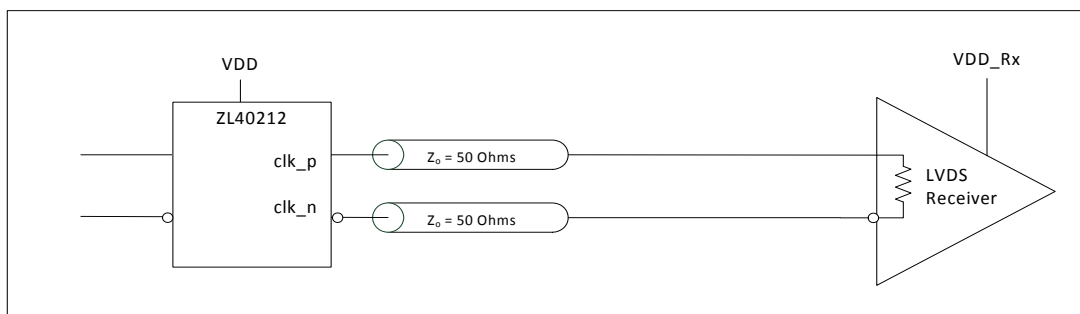 VDD
ZL40212
clk_p
clk_n
Zo = 50 Ohms
Zo = 50 Ohms
VDD_Rx
LVDS
Receiver